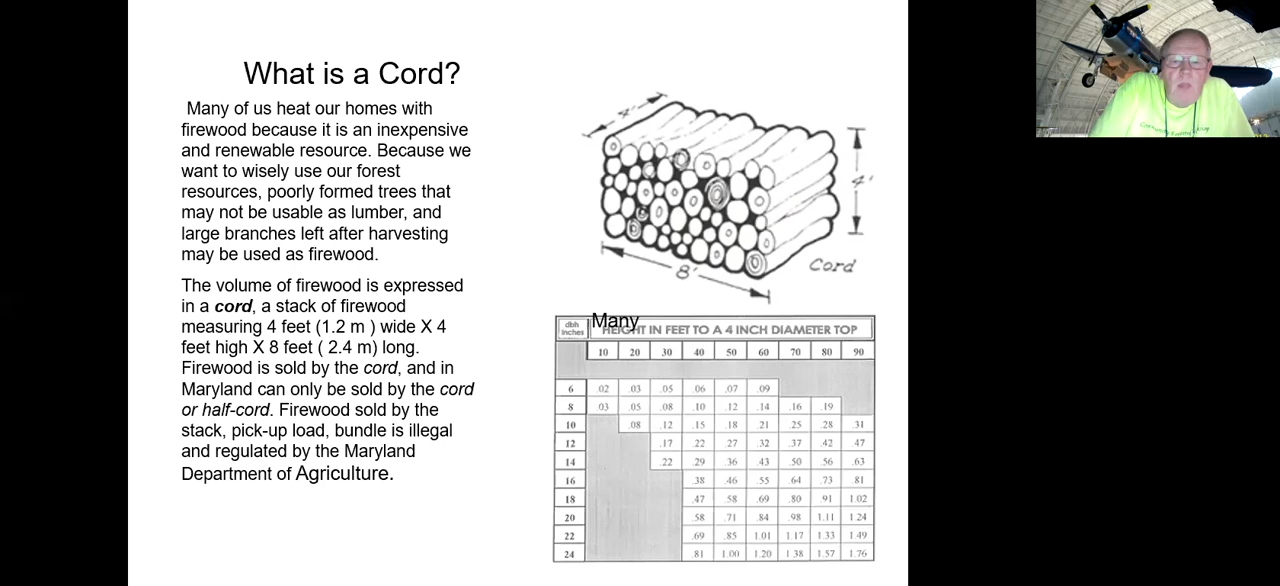 What is a Cord?
Many of us heat our homes with
firewood because it is an inexpensive
and renewable resource. Because we
want to wisely use our forest
resources, poorly formed trees that
may not be usable as lumber, and
large branches left after harvesting
may be used as firewood.
The volume of firewood is expressed
in a cord, a stack of firewood
measuring 4 feet (1.2 m ) wide X 4
feet high X 8 feet ( 2.4 m) long.
Firewood is sold by the cord, and in
Maryland can only be sold by the cord
or half-cord. Firewood sold by the
stack, pick-up load, bundle is illegal
and regulated by the Maryland
Department of Agriculture.
4'
4'
8'
Cord
Many
dbh inches HEIGHT IN FEET TO A 4 INCH DIAMETER TOP
10 20 30 40 50 60 70 80 90
6 .02 .03 .05 .06 .07 .09
8 .03 .05 .08 .10 .12 .14 .16 .19
10 .08 .12 .15 .18 .21 .25 .28 .31
12 .17 .22 .27 .32 .37 .42 .47
14 .22 .29 .36 .43 .50 .56 .63
16 .38 .46 .55 .64 .73 .81
18 .47 .58 .69 .80 .91 1.02
20 .58 .71 .84 .98 1.11 1.24
22 .69 .85 1.01 1.17 1.33 1.49
24 .81 1.00 1.20 1.38 1.57 1.76